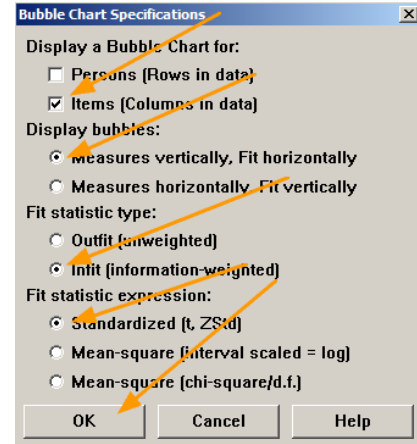 Bubble Chart Specifications
Display a Bubble Chart for:
Persons (Rows in data)
Items (Columns in data)
Display bubbles:
Measures vertically, Fit horizontally
Measures horizontally, Fit vertically
Fit statistic type:
Outfit (unweighted)
Infit (information-weighted)
Fit statistic expression:
Standardized (t, ZStd)
Mean-square (interval scaled = log)
Mean-square (chi-square/d.f.)
OK Cancel Help